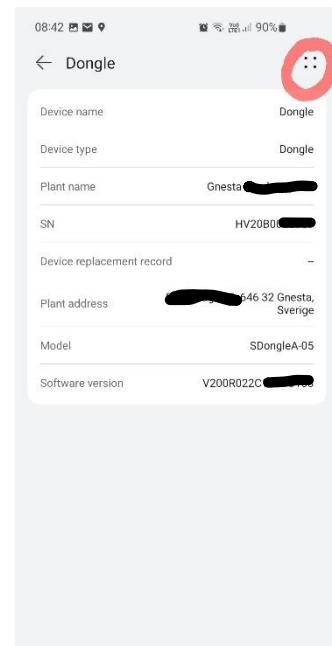 08:42 90%
Dongle
Device name Dongle
Device type Dongle
Plant name Gnesta
SN HV20B0
Device replacement record --
Plant address 646 32 Gnesta,
Sverige
Model SDongleA-05
Software version V200R022C